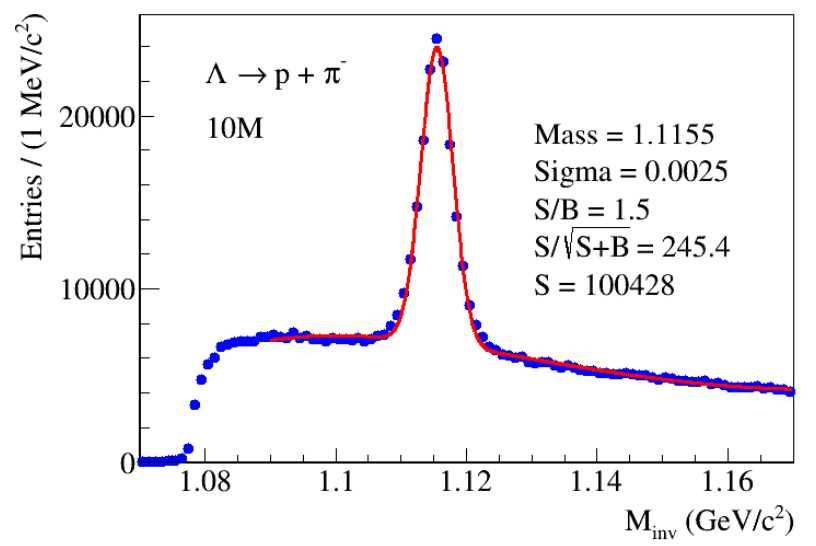 Entries / (1 MeV/c²)
20000
10000
0
Λ → p + π⁻
10M
Mass = 1.1155
Sigma = 0.0025
S/B = 1.5
S/√S+B = 245.4
S = 100428
1.08 1.1 1.12 1.14 1.16
M_inv (GeV/c²)